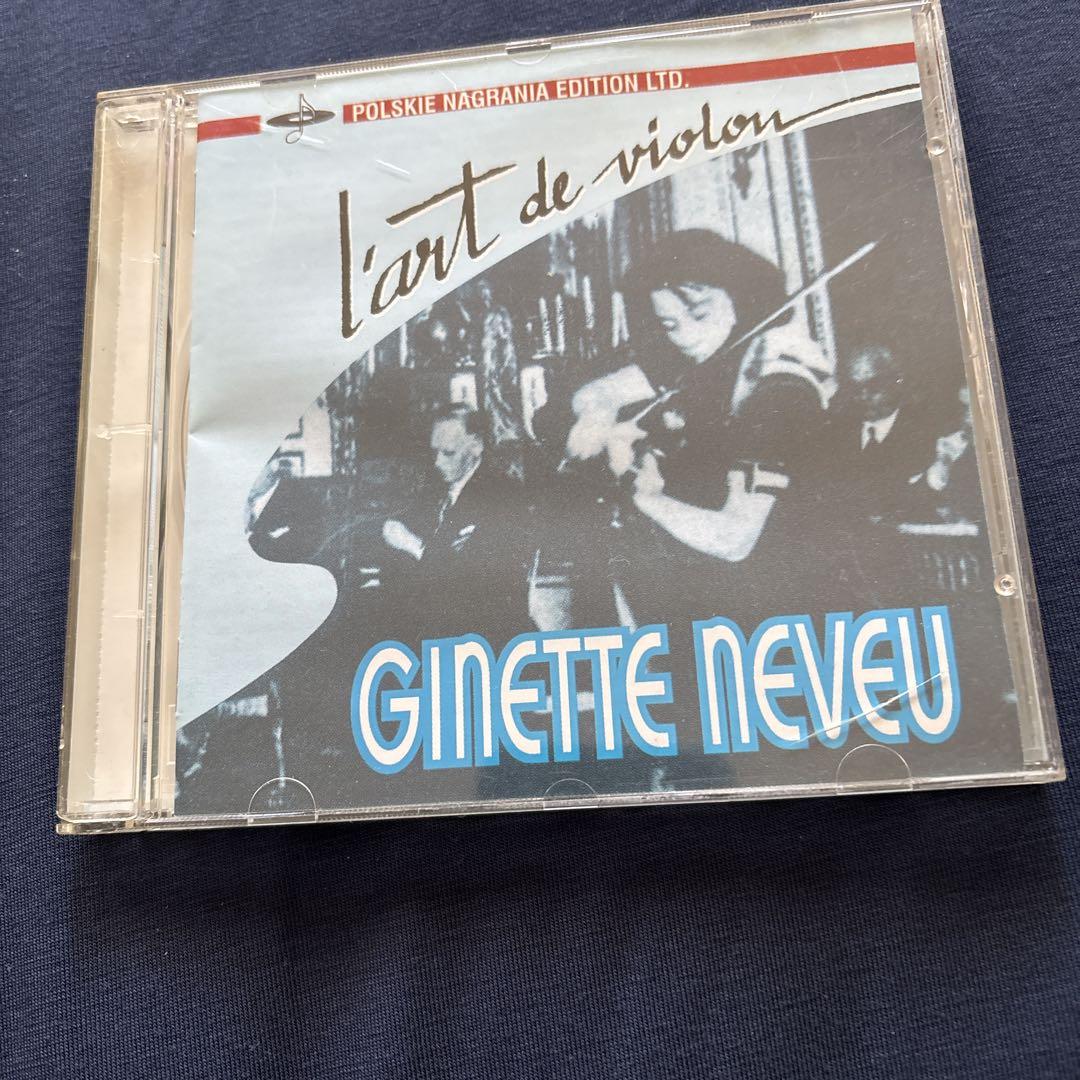 POLSKIE NAGRANIA EDITION LTD.
l'art de violon
GINETTE NEVEU